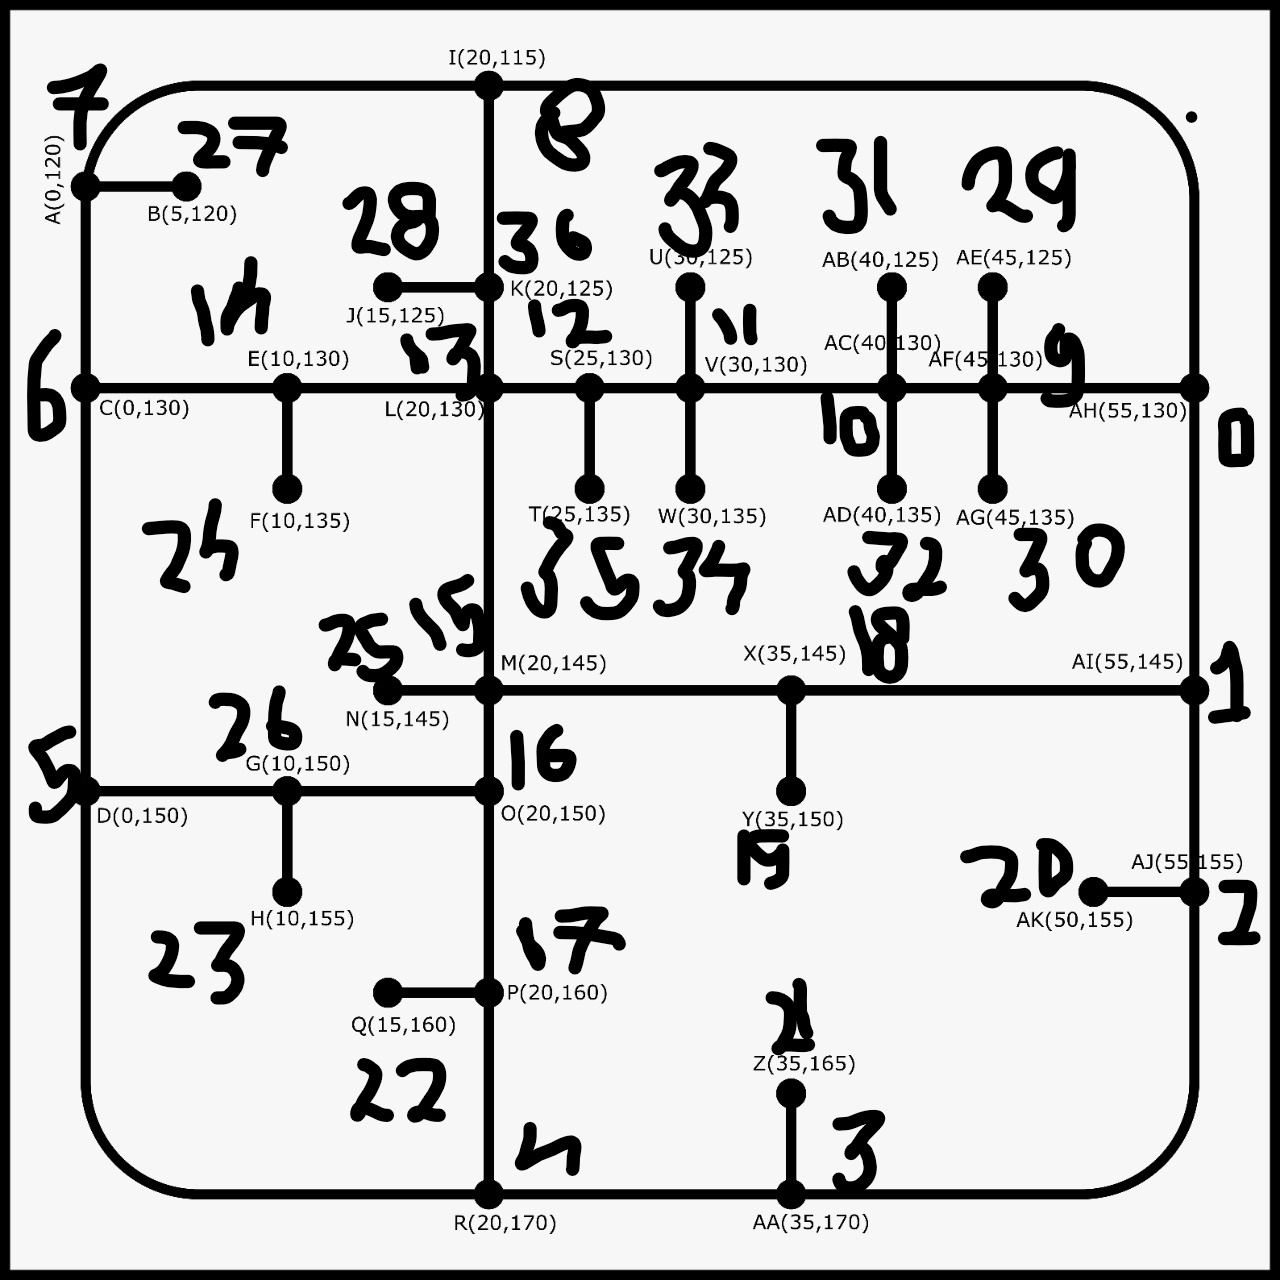 5
6
A(0,120)
7
D(0,150)
C(0,130)
B(5,120)
27
23
24
14
H(10,155)
G(10,150)
26
F(10,135)
E(10,130)
22
Q(15,160)
N(15,145)
25
15
L(20,130)
13
J(15,125)
28
R(20,170)
4
P(20,160)
17
O(20,150)
16
M(20,145)
K(20,125)
36
I(20,115)
8
35
T(25,135)
S(25,130)
12
34
W(30,135)
V(30,130)
11
U(30,125)
33
AA(35,170)
3
Z(35,165)
21
19
Y(35,150)
X(35,145)
18
32
AD(40,135)
10
AC(40,130)
AB(40,125)
31
30
AG(45,135)
AF(45,130)
9
AE(45,125)
29
20
AK(50,155)
AJ(55,155)
2
AI(55,145)
1
AH(55,130)
0